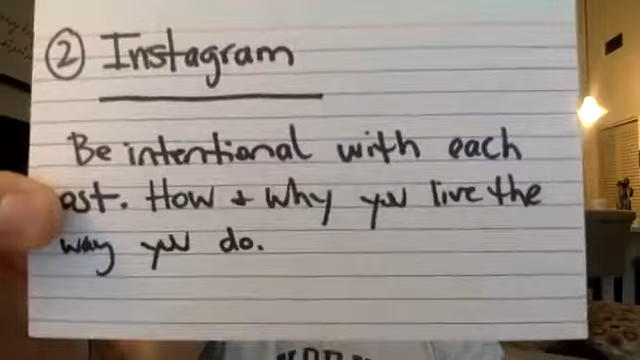 ② Instagram
Be intentional with each
ost. How + Why you live the
way you do.